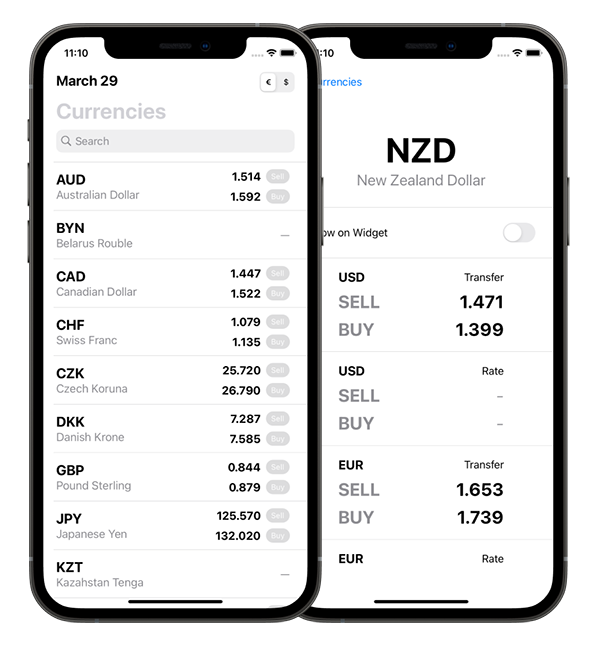 11:10
March 29
€ $
Currencies
Search
AUD
Australian Dollar
1.514 Sell
1.592 Buy
BYN
Belarus Rouble
—
CAD
Canadian Dollar
1.447 Sell
1.522 Buy
CHF
Swiss Franc
1.079 Sell
1.135 Buy
CZK
Czech Koruna
25.720 Sell
26.790 Buy
DKK
Danish Krone
7.287 Sell
7.585 Buy
GBP
Pound Sterling
0.844 Sell
0.879 Buy
JPY
Japanese Yen
125.570 Sell
132.020 Buy
KZT
Kazahstan Tenga
—
:10
rrencies
NZD
New Zealand Dollar
ow on Widget
USD Transfer
SELL 1.471
BUY 1.399
USD Rate
SELL –
BUY –
EUR Transfer
SELL 1.653
BUY 1.739
EUR Rate